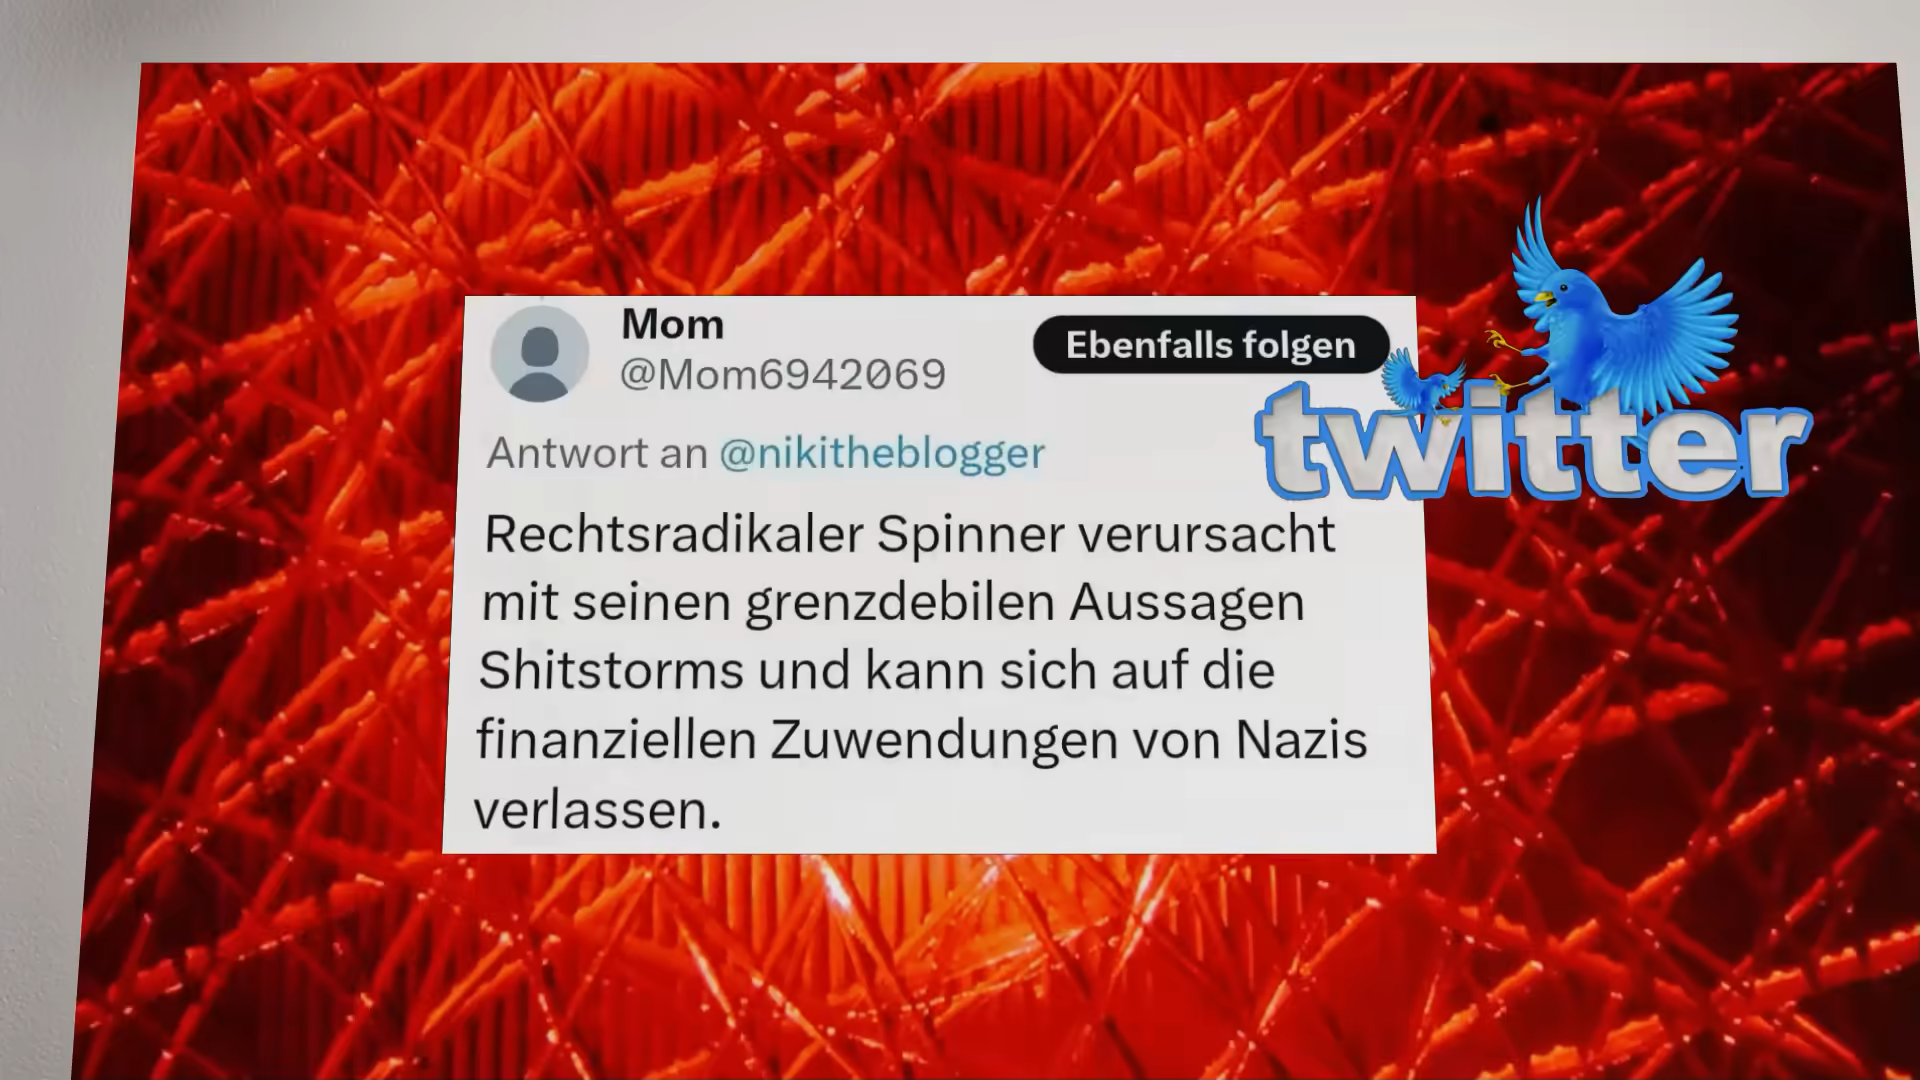 Mom
@Mom6942069
Ebenfalls folgen
Antwort an @nikitheblogger
Rechtsradikaler Spinner verursacht
mit seinen grenzdebilen Aussagen
Shitstorms und kann sich auf die
finanziellen Zuwendungen von Nazis
verlassen.
twitter